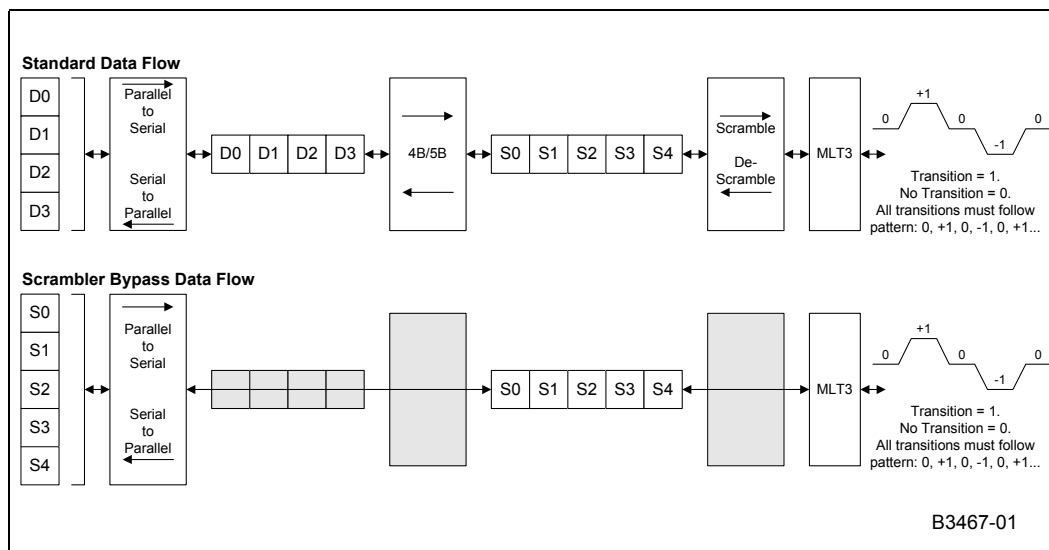 Standard Data Flow
D0
D1
D2
D3
Parallel
to
Serial
Serial
to
Parallel
D0 D1 D2 D3
4B/5B
S0 S1 S2 S3 S4
Scramble
De-
Scramble
MLT3
0 +1 0 -1 0
Transition = 1.
No Transition = 0.
All transitions must follow
pattern: 0, +1, 0, -1, 0, +1...
Scrambler Bypass Data Flow
S0
S1
S2
S3
S4
Parallel
to
Serial
Serial
to
Parallel
S0 S1 S2 S3 S4
MLT3
0 +1 0 -1 0
Transition = 1.
No Transition = 0.
All transitions must follow
pattern: 0, +1, 0, -1, 0, +1...
B3467-01